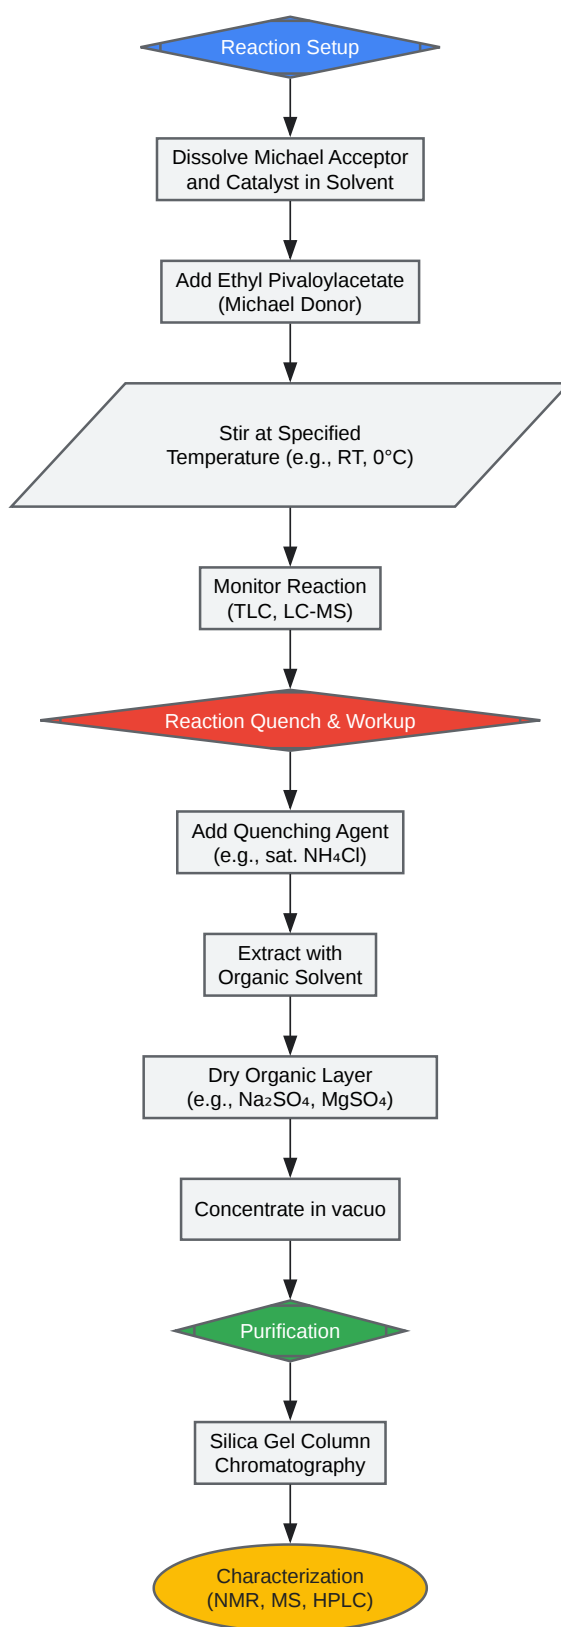 Reaction Setup
Dissolve Michael Acceptor
and Catalyst in Solvent
Add Ethyl Pivaloylacetate
(Michael Donor)
Stir at Specified
Temperature (e.g., RT, 0°C)
Monitor Reaction
(TLC, LC-MS)
Reaction Quench & Workup
Add Quenching Agent
(e.g., sat. NH₄Cl)
Extract with
Organic Solvent
Dry Organic Layer
(e.g., Na₂SO₄, MgSO₄)
Concentrate in vacuo
Purification
Silica Gel Column
Chromatography
Characterization
(NMR, MS, HPLC)